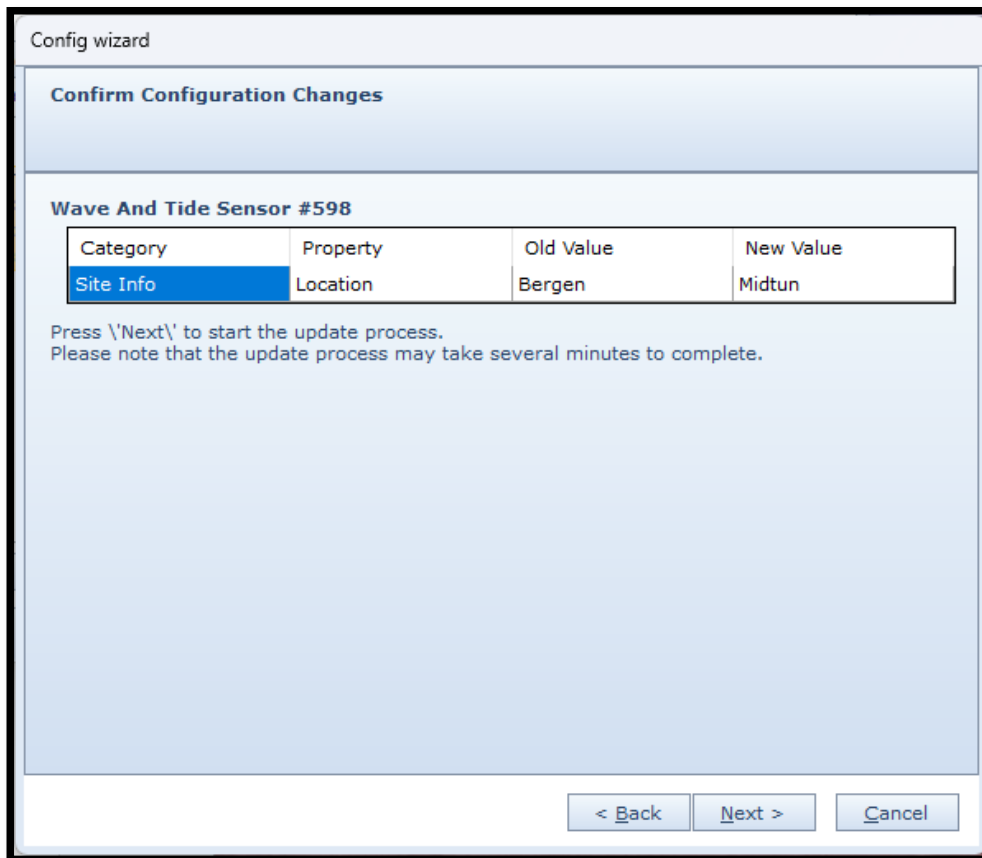 Config wizard
Confirm Configuration Changes
Wave And Tide Sensor #598
Category Property Old Value New Value
Site Info Location Bergen Midtun
Press \'Next\' to start the update process.
Please note that the update process may take several minutes to complete.
< Back Next > Cancel